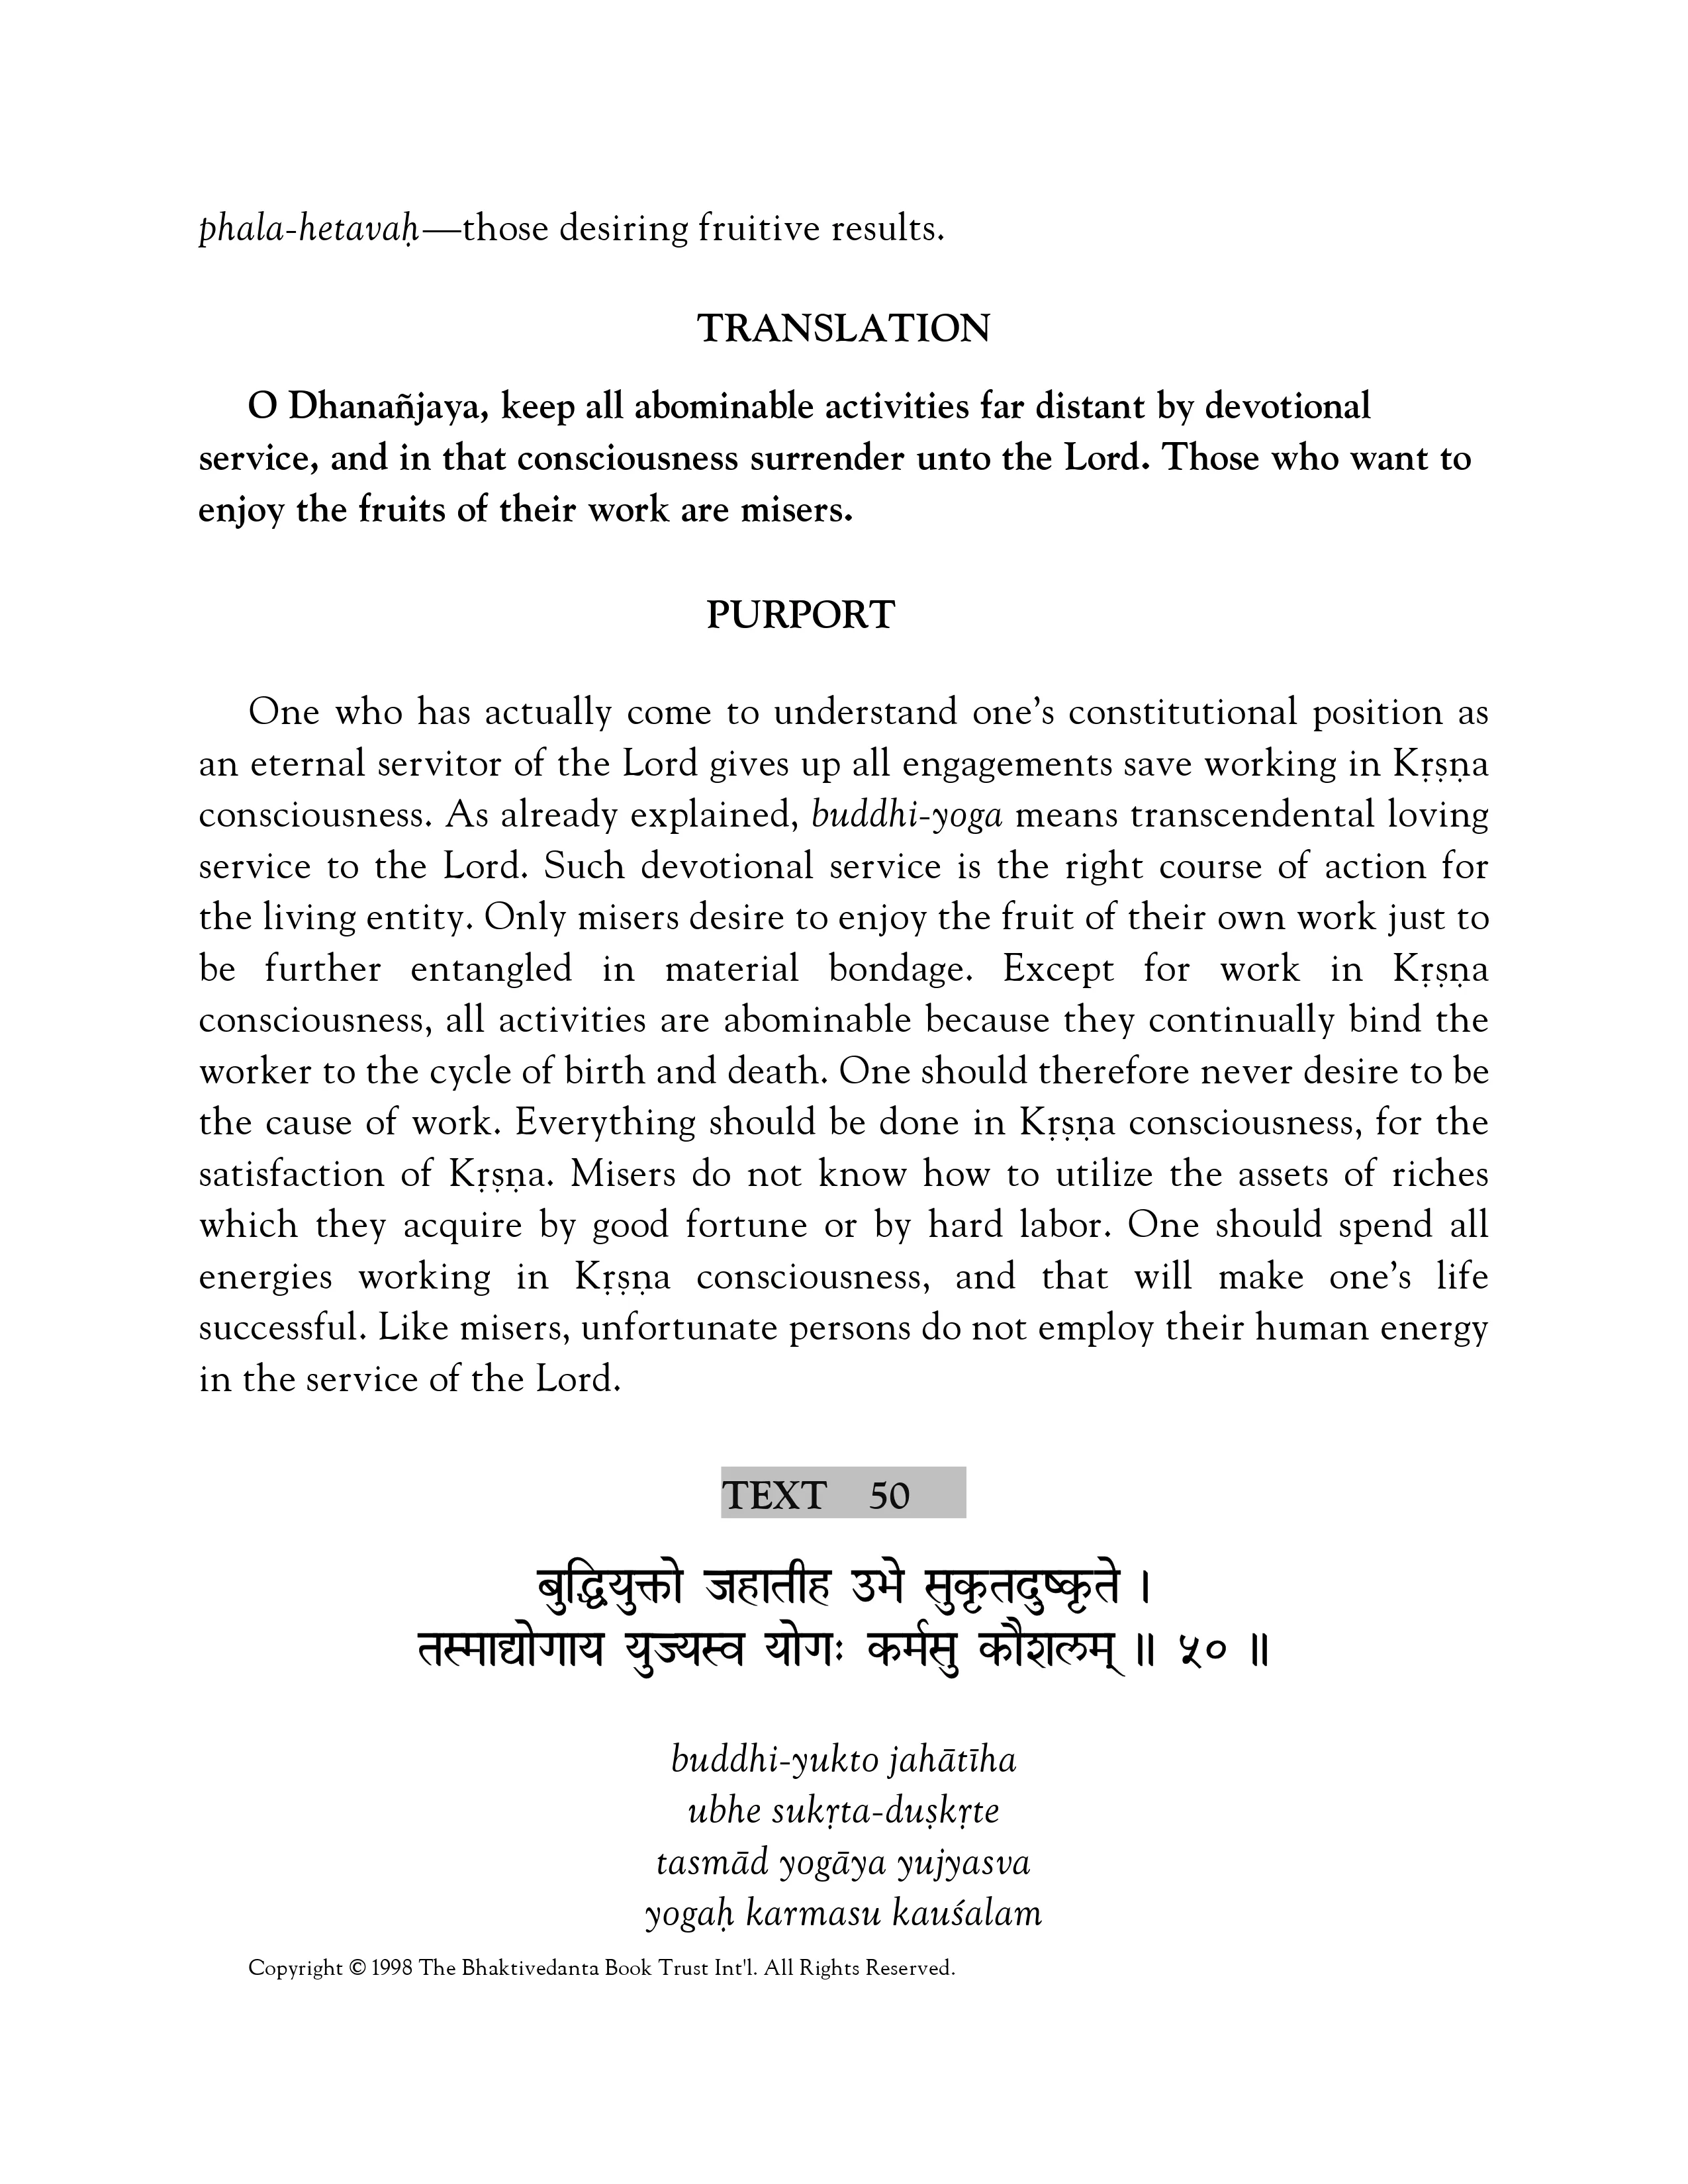 phala-hetavaḥ—those desiring fruitive results.
TRANSLATION
O Dhanañjaya, keep all abominable activities far distant by devotional
service, and in that consciousness surrender unto the Lord. Those who want to
enjoy the fruits of their work are misers.
PURPORT
One who has actually come to understand one’s constitutional position as
an eternal servitor of the Lord gives up all engagements save working in Kṛṣṇa
consciousness. As already explained, buddhi-yoga means transcendental loving
service to the Lord. Such devotional service is the right course of action for
the living entity. Only misers desire to enjoy the fruit of their own work just to
be further entangled in material bondage. Except for work in Kṛṣṇa
consciousness, all activities are abominable because they continually bind the
worker to the cycle of birth and death. One should therefore never desire to be
the cause of work. Everything should be done in Kṛṣṇa consciousness, for the
satisfaction of Kṛṣṇa. Misers do not know how to utilize the assets of riches
which they acquire by good fortune or by hard labor. One should spend all
energies working in Kṛṣṇa consciousness, and that will make one’s life
successful. Like misers, unfortunate persons do not employ their human energy
in the service of the Lord.
TEXT 50
बुद्धियुक्तो जहातीह उभे सुकृतदुष्कृते ।
तस्माद्योगाय युज्यस्व योगः कर्मसु कौशलम् ॥ ५० ॥
buddhi-yukto jahātīha
ubhe sukṛta-duṣkṛte
tasmād yogāya yujyasva
yogaḥ karmasu kauśalam
Copyright © 1998 The Bhaktivedanta Book Trust Int'l. All Rights Reserved.